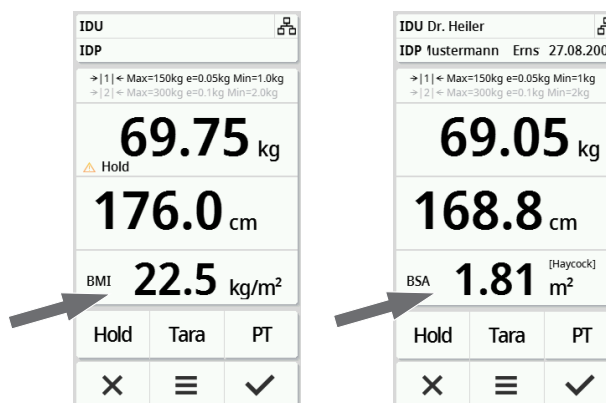 IDU
IDP
→|1|← Max=150kg e=0.05kg Min=1.0kg
→|2|← Max=300kg e=0.1kg Min=2.0kg
69.75 kg
Hold
176.0 cm
BMI 22.5 kg/m²
Hold Tara PT
IDU Dr. Heiler
IDP Mustermann Erns 27.08.200
→|1|← Max=150kg e=0.05kg Min=1kg
→|2|← Max=300kg e=0.1kg Min=2kg
69.05 kg
168.8 cm
[Haycock]
BSA 1.81 m²
Hold Tara PT